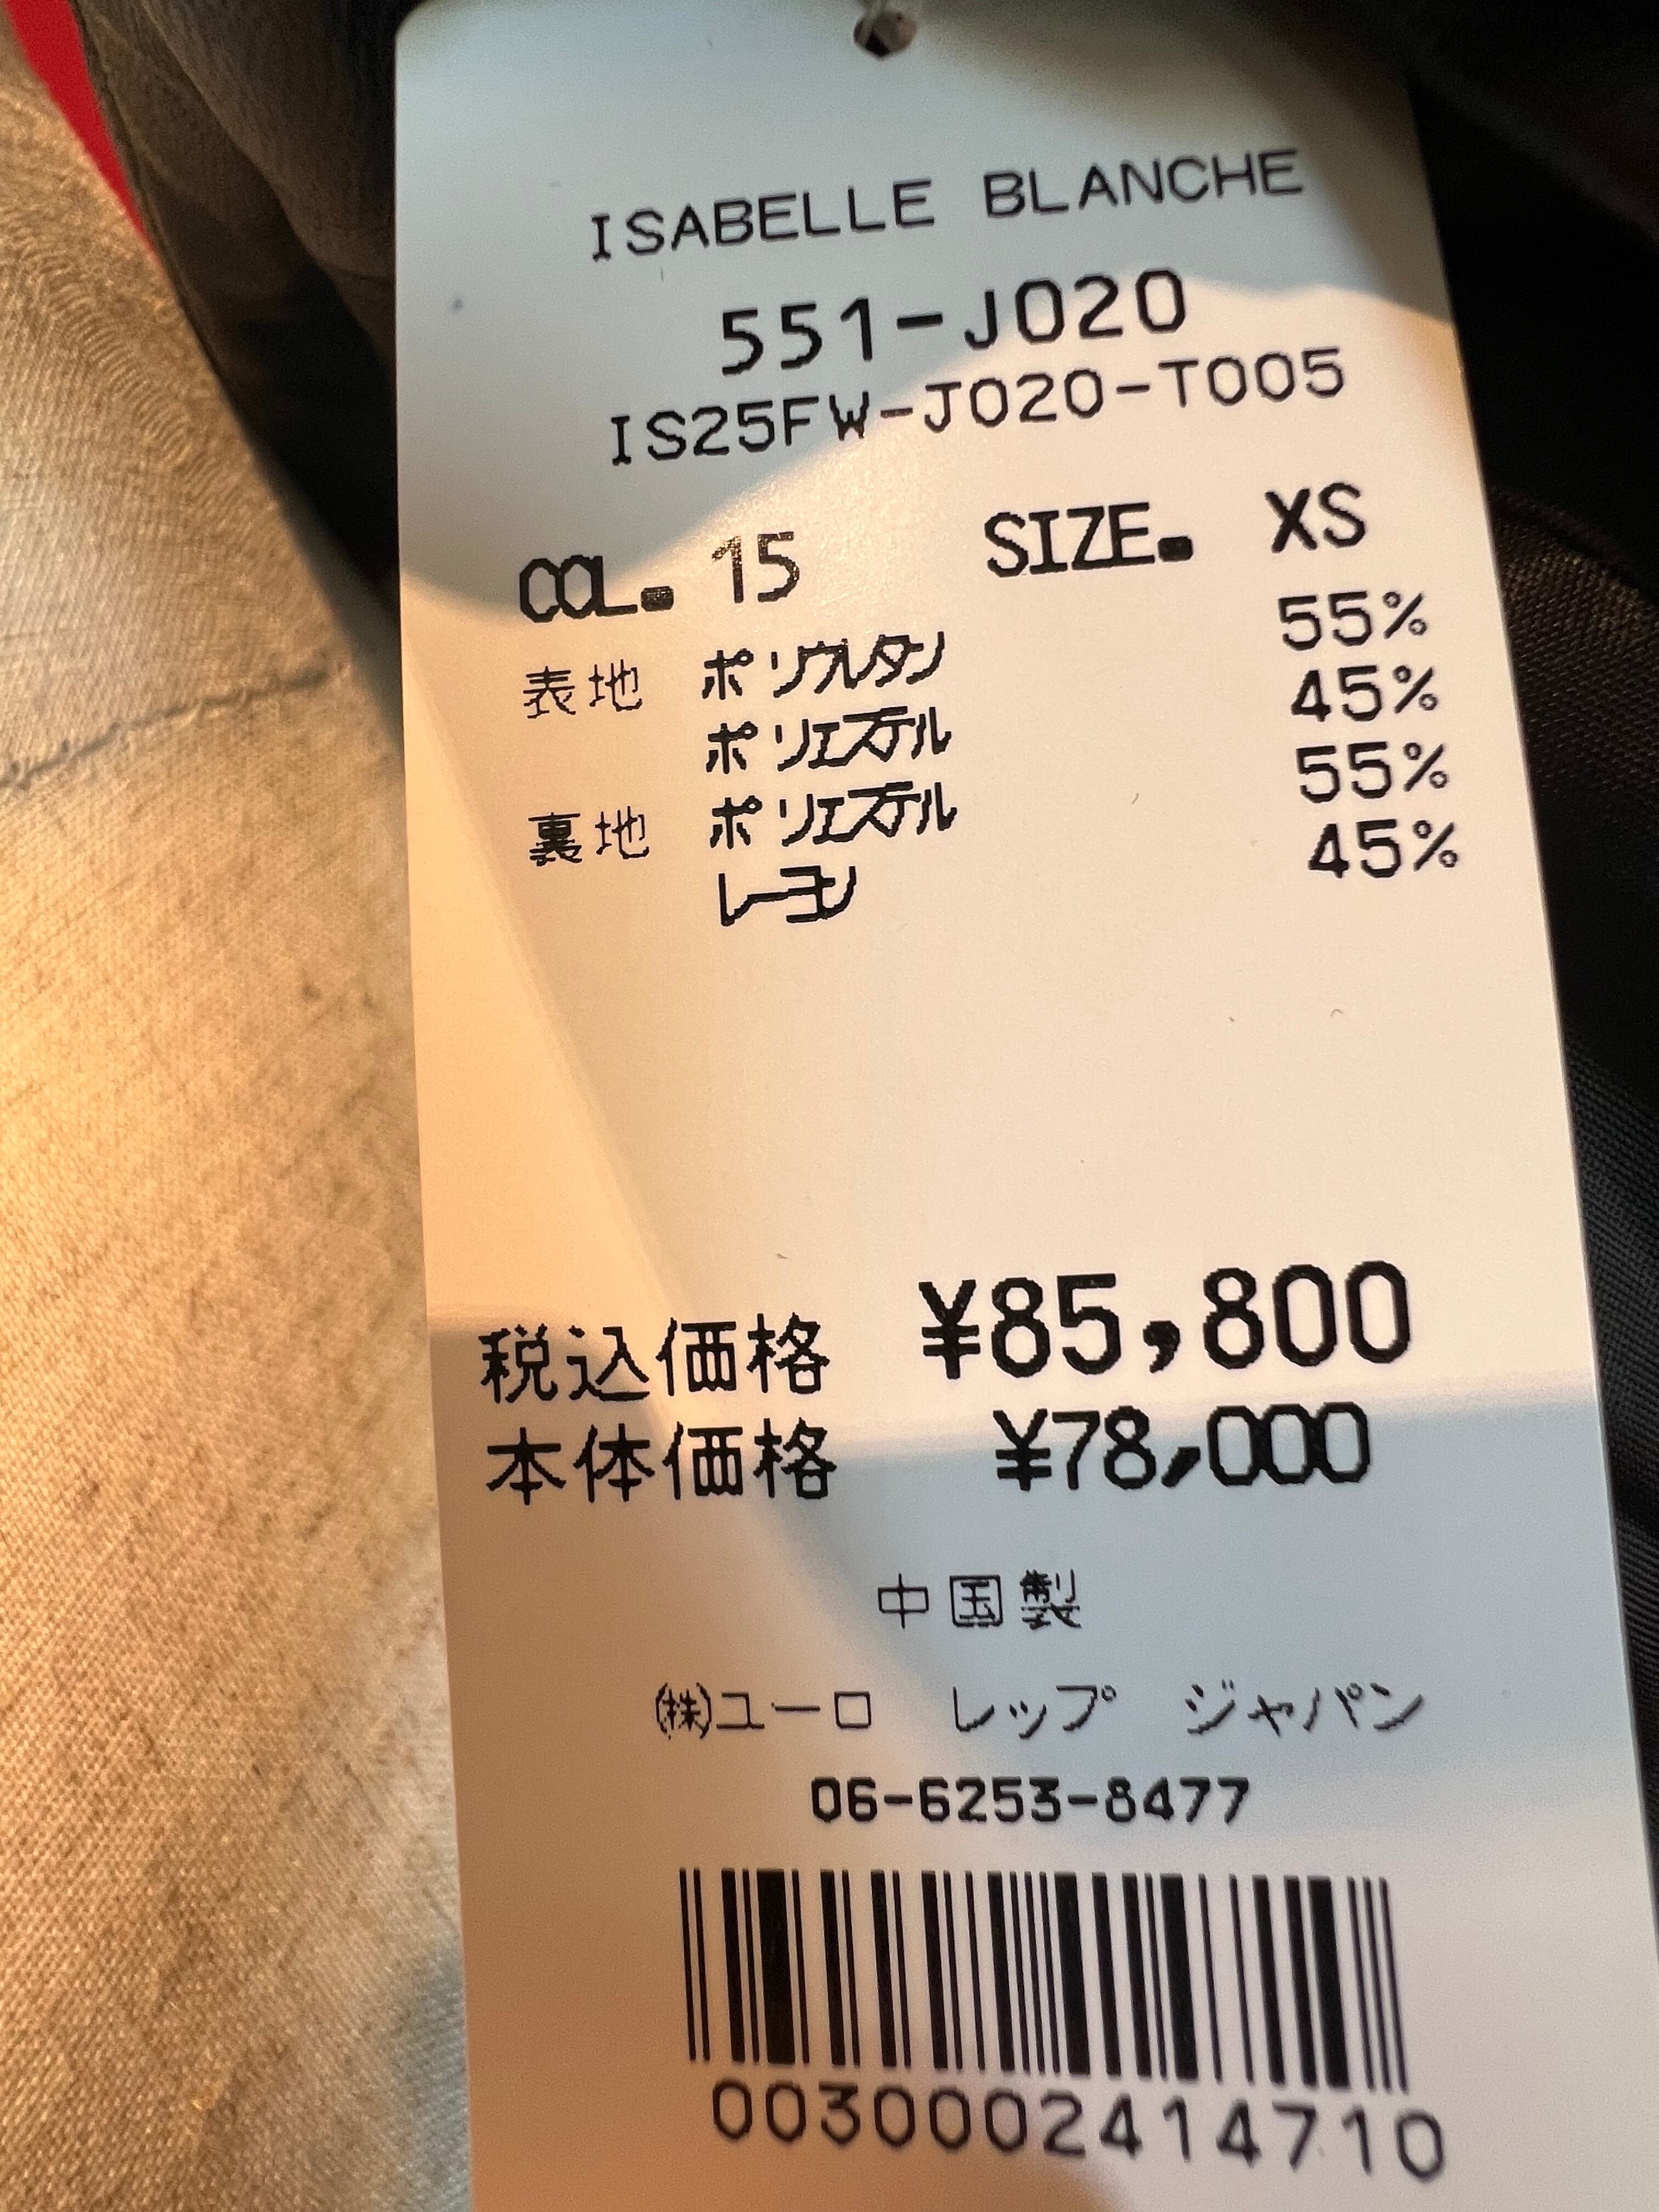 ISABELLE BLANCHE
551-J020
IS25FW-J020-T005
COL. 15 SIZE. XS
表地 ポリウレタン 55%
ポリエステル 45%
裏地 ポリエステル 55%
レーヨン 45%
税込価格 ¥85,800
本体価格 ¥78,000
中国製
㈱ユーロ レップ ジャパン
06-6253-8477
0030002414710